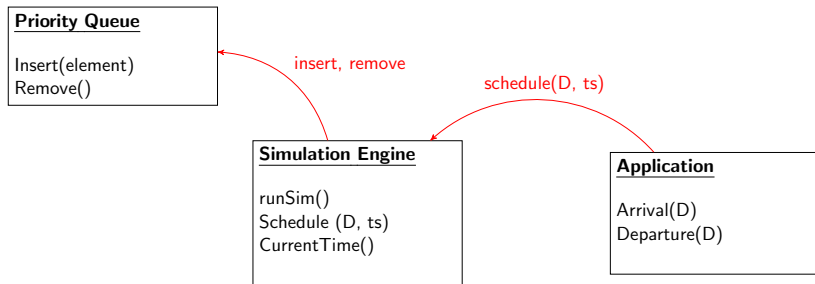 Priority Queue
Insert(element)
Remove()
insert, remove
schedule(D, ts)
Simulation Engine
runSim()
Schedule (D, ts)
CurrentTime()
Application
Arrival(D)
Departure(D)